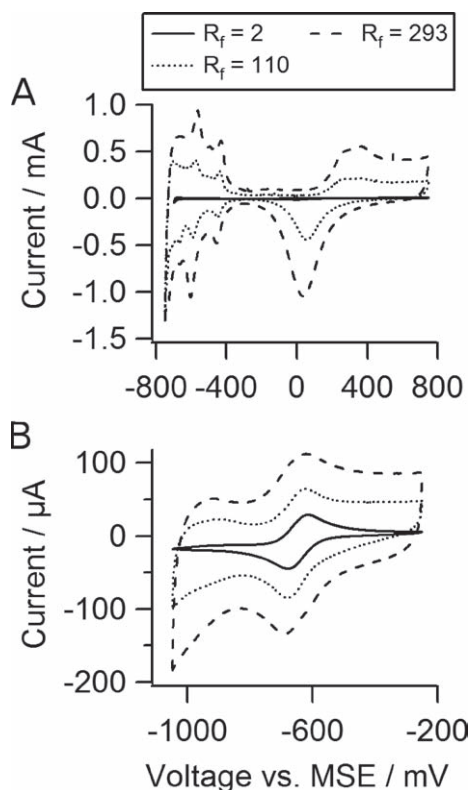 R_f = 2 R_f = 293
R_f = 110
A
1.0
0.5
0.0
-0.5
-1.0
-1.5
Current / mA
-800 -400 0 400 800
B
100
0
-100
-200
Current / µA
-1000 -600 -200
Voltage vs. MSE / mV